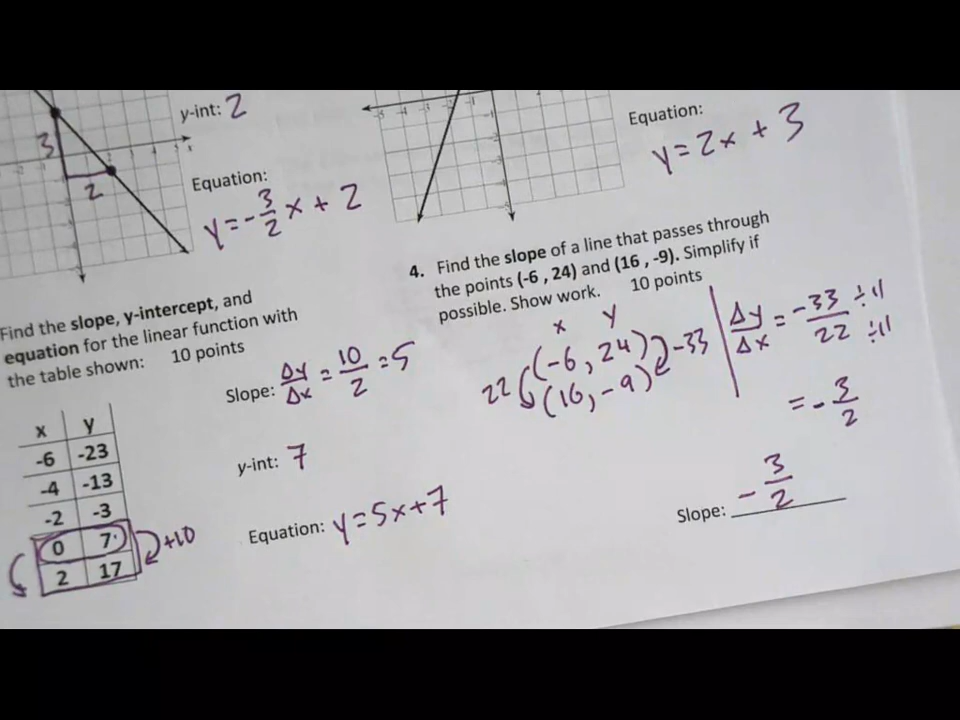 y-int: 2
3
2
Equation:
y = -3/2 x + 2
Equation:
y = 2x + 3
Find the slope, y-intercept, and
equation for the linear function with
the table shown: 10 points
Slope: Δy/Δx = 10/2 = 5
x y
-6 -23
-4 -13
-2 -3
0 7
2 17
+10
y-int: 7
Equation: y = 5x + 7
4. Find the slope of a line that passes through
the points (-6 , 24) and (16 , -9). Simplify if
possible. Show work. 10 points
x y
(-6, 24) -33
22 (16, -9)
Δy/Δx = -33/22 ÷11/÷11
= -3/2
Slope: -3/2